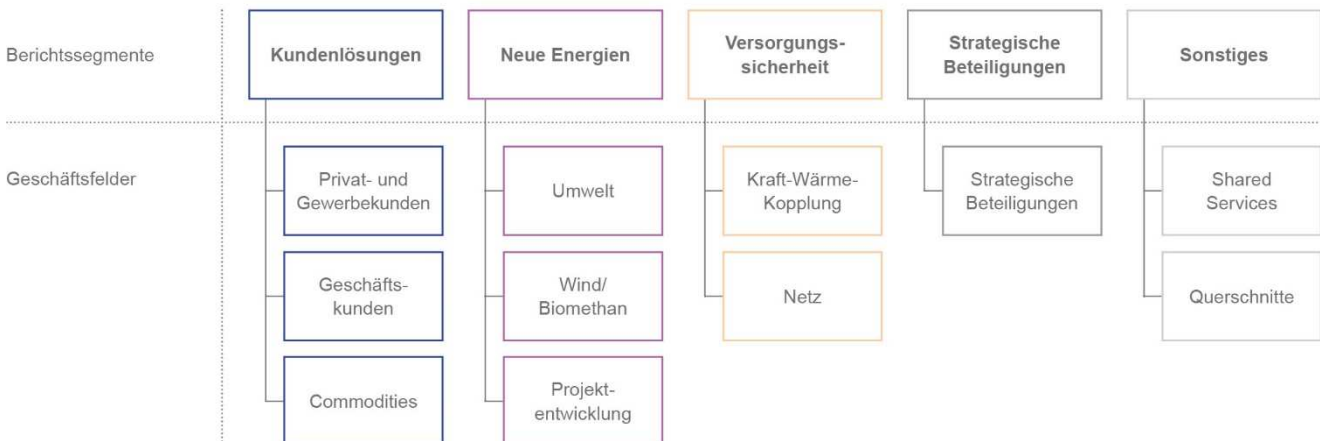 Berichtssegmente
Kundenlösungen
Neue Energien
Versorgungs-
sicherheit
Strategische
Beteiligungen
Sonstiges
Geschäftsfelder
Privat- und
Gewerbekunden
Umwelt
Kraft-Wärme-
Kopplung
Strategische
Beteiligungen
Shared
Services
Geschäfts-
kunden
Wind/
Biomethan
Netz
Querschnitte
Commodities
Projekt-
entwicklung